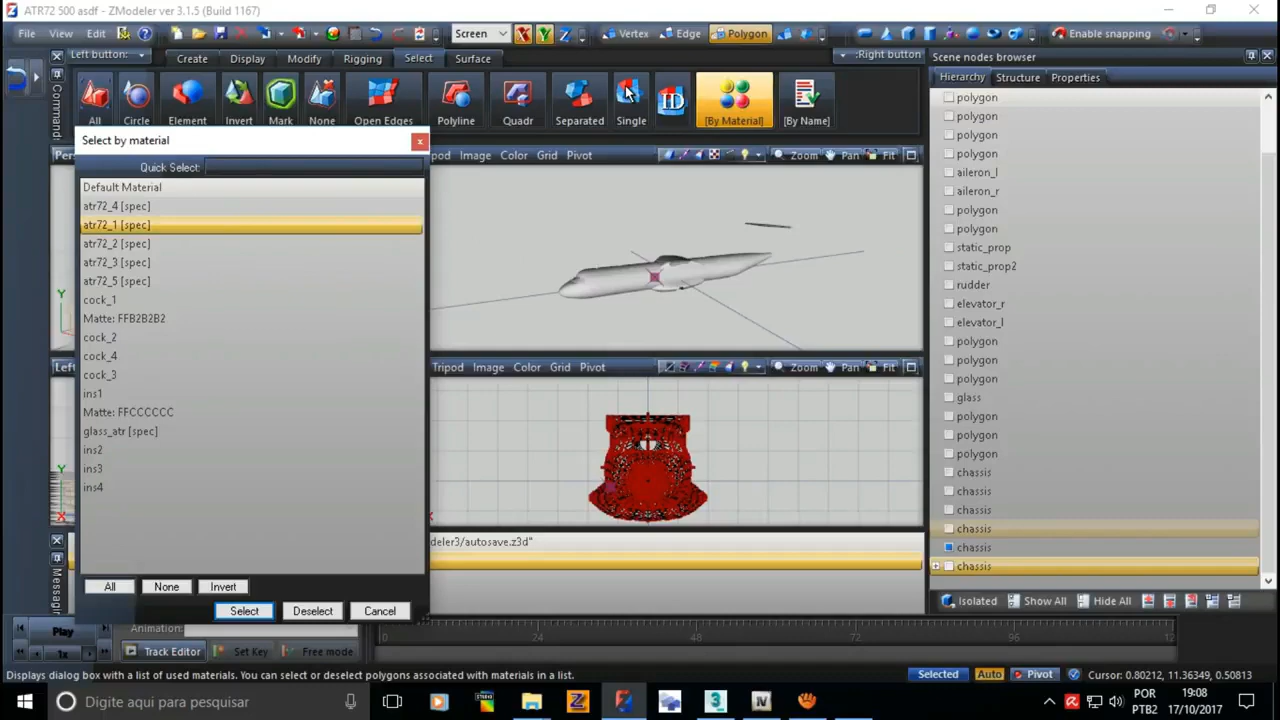 ATR72 500 asdf - ZModeler ver 3.1.5 (Build 1167)
File View Edit
Screen X Y Z Vertex Edge Polygon Enable snapping
Left button: Create Display Modify Rigging Select Surface :Right button
All Circle Element Invert Mark None Open Edges Polyline Quadr Separated Single ID [By Material] [By Name]
Select by material
Quick Select:
Default Material
atr72_4 [spec]
atr72_1 [spec]
atr72_2 [spec]
atr72_3 [spec]
atr72_5 [spec]
cock_1
Matte: FFB2B2B2
cock_2
cock_4
cock_3
ins1
Matte: FFCCCCCC
glass_atr [spec]
ins2
ins3
ins4
All None Invert
Select Deselect Cancel
Image Color Grid Pivot Zoom Pan Fit
Tripod Image Color Grid Pivot Zoom Pan Fit
deler3/autosave.z3d"
Scene nodes browser
Hierarchy Structure Properties
polygon
polygon
polygon
polygon
aileron_l
aileron_r
polygon
polygon
static_prop
static_prop2
rudder
elevator_r
elevator_l
polygon
polygon
polygon
glass
polygon
polygon
polygon
chassis
chassis
chassis
chassis
chassis
chassis
Isolated Show All Hide All
Play Animation: 0 24 48 72 96
1x Track Editor Set Key Free mode
Displays dialog box with a list of used materials. You can select or deselect polygons associated with materials in a list. Selected Auto Pivot Cursor: 0.80212, 11.36349, 0.50813
Digite aqui para pesquisar
POR
PTB2
19:08
17/10/2017